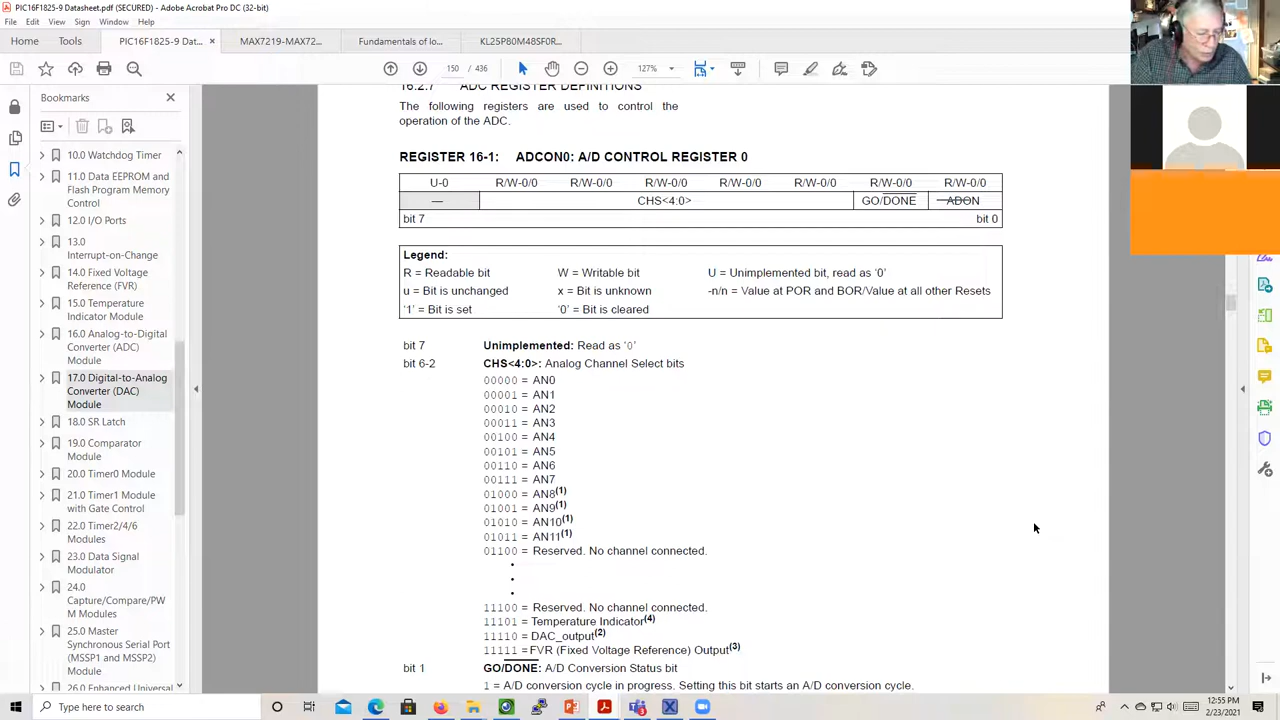 PIC16F1825-9 Datasheet.pdf (SECURED) - Adobe Acrobat Pro DC (32-bit)
File Edit View Sign Window Help
Home Tools PIC16F1825-9 Dat... × MAX7219-MAX72... Fundamentals of lo... KL25P80M48SF0R...
150 / 436 127%
Bookmarks ×
10.0 Watchdog Timer
11.0 Data EEPROM and
Flash Program Memory
Control
12.0 I/O Ports
13.0
Interrupt-on-Change
14.0 Fixed Voltage
Reference (FVR)
15.0 Temperature
Indicator Module
16.0 Analog-to-Digital
Converter (ADC)
Module
17.0 Digital-to-Analog
Converter (DAC)
Module
18.0 SR Latch
19.0 Comparator
Module
20.0 Timer0 Module
21.0 Timer1 Module
with Gate Control
22.0 Timer2/4/6
Modules
23.0 Data Signal
Modulator
24.0
Capture/Compare/PW
M Modules
25.0 Master
Synchronous Serial Port
(MSSP1 and MSSP2)
Module
26.0 Enhanced Universal
16.2.7 ADC REGISTER DEFINITIONS
The following registers are used to control the
operation of the ADC.
REGISTER 16-1: ADCON0: A/D CONTROL REGISTER 0
U-0 R/W-0/0 R/W-0/0 R/W-0/0 R/W-0/0 R/W-0/0 R/W-0/0 R/W-0/0
— CHS<4:0> GO/DONE ADON
bit 7 bit 0
Legend:
R = Readable bit W = Writable bit U = Unimplemented bit, read as ‘0’
u = Bit is unchanged x = Bit is unknown -n/n = Value at POR and BOR/Value at all other Resets
‘1’ = Bit is set ‘0’ = Bit is cleared
bit 7 Unimplemented: Read as ‘0’
bit 6-2 CHS<4:0>: Analog Channel Select bits
00000 = AN0
00001 = AN1
00010 = AN2
00011 = AN3
00100 = AN4
00101 = AN5
00110 = AN6
00111 = AN7
01000 = AN8(1)
01001 = AN9(1)
01010 = AN10(1)
01011 = AN11(1)
01100 = Reserved. No channel connected.
•
•
•
11100 = Reserved. No channel connected.
11101 = Temperature Indicator(4)
11110 = DAC_output(2)
11111 = FVR (Fixed Voltage Reference) Output(3)
bit 1 GO/DONE: A/D Conversion Status bit
1 = A/D conversion cycle in progress. Setting this bit starts an A/D conversion cycle.
Type here to search
12:55 PM
2/23/2021